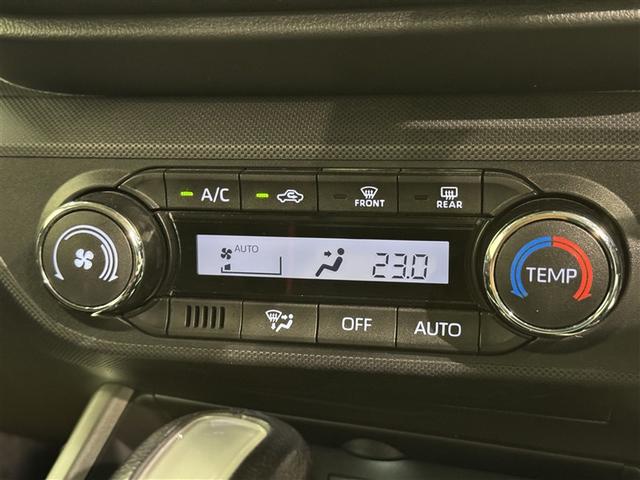 A/C
FRONT
REAR
AUTO
23.0
TEMP
OFF
AUTO